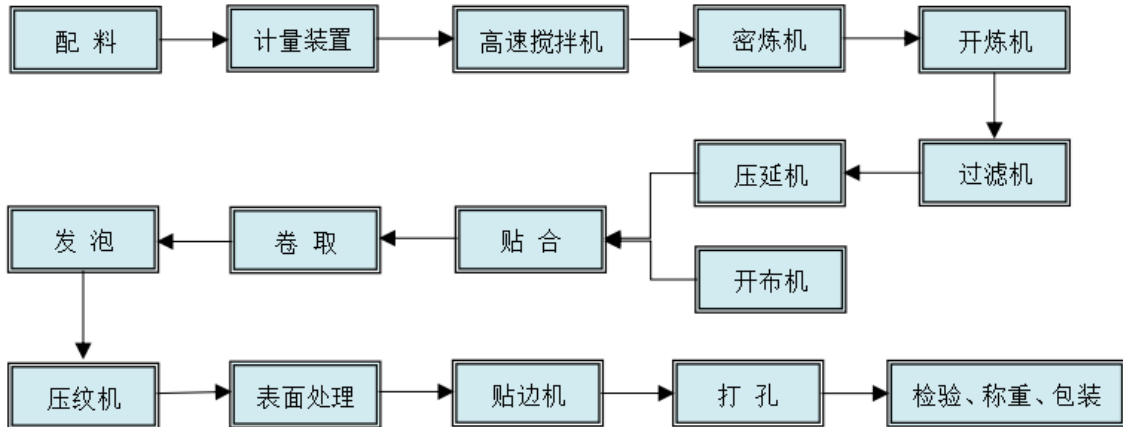 配 料
计量装置
高速搅拌机
密炼机
开炼机
压延机
过滤机
发 泡
卷 取
贴 合
开布机
压纹机
表面处理
贴边机
打 孔
检验、称重、包装